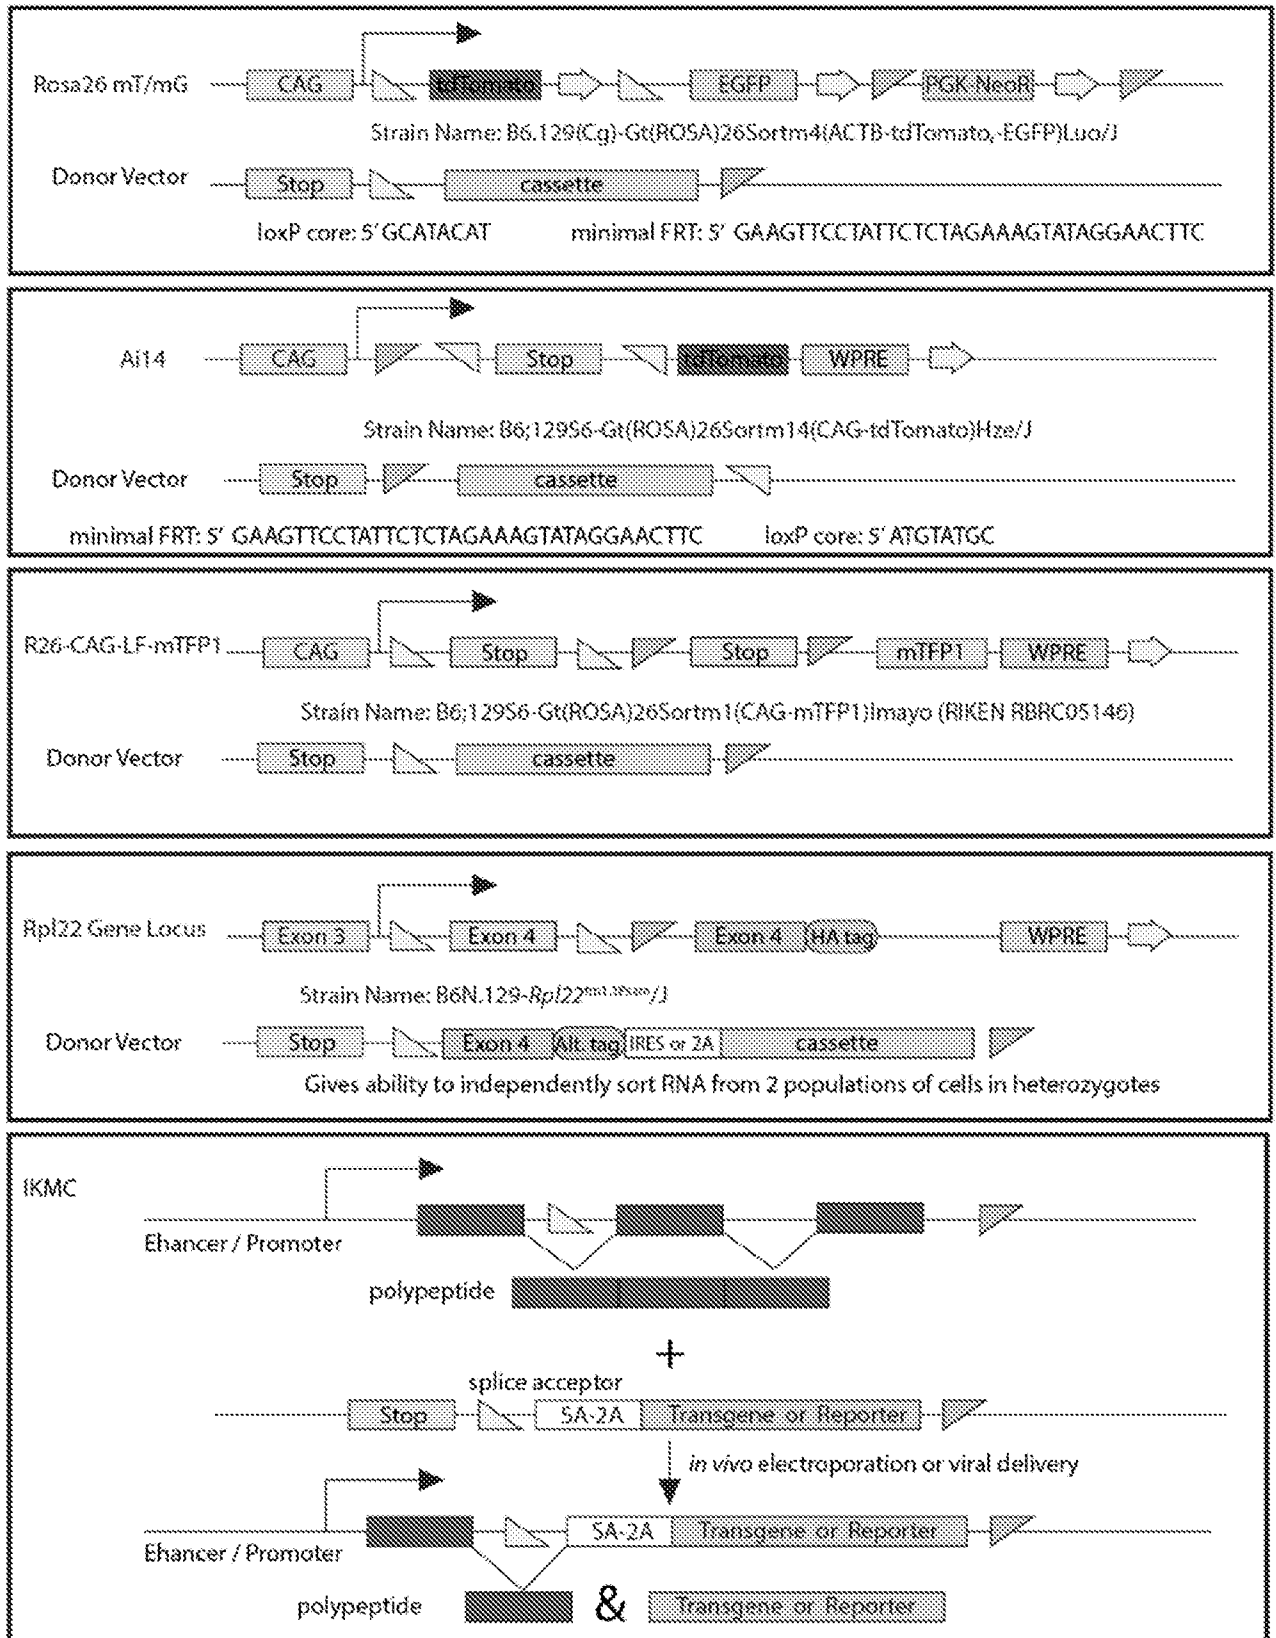 Rosa26 mT/mG CAG tdTomato EGFP PGK-NeoR
Strain Name: B6.129(Cg)-Gt(ROSA)26Sortm4(ACTB-tdTomato,-EGFP)Luo/J
Donor Vector Stop cassette
loxP core: 5' GCATACAT minimal FRT: 5' GAAGTTCCTATTCTCTAGAAAGTATAGGAACTTC
Ai14 CAG Stop tdTomato WPRE
Strain Name: B6;129S6-Gt(ROSA)26Sortm14(CAG-tdTomato)Hze/J
Donor Vector Stop cassette
minimal FRT: 5' GAAGTTCCTATTCTCTAGAAAGTATAGGAACTTC loxP core: 5' ATGTATGC
R26-CAG-LF-mTFP1 CAG Stop Stop mTFP1 WPRE
Strain Name: B6;129S6-Gt(ROSA)26Sortm1(CAG-mTFP1)Imayo (RIKEN RBRC05146)
Donor Vector Stop cassette
Rpl22 Gene Locus Exon 3 Exon 4 Exon 4 HA tag WPRE
Strain Name: B6N.129-Rpl22 /J
Donor Vector Stop Exon 4 Alt. tag IRES or 2A cassette
Gives ability to independently sort RNA from 2 populations of cells in heterozygotes
IKMC
Ehancer / Promoter
polypeptide
+
splice acceptor
Stop SA-2A Transgene or Reporter
in vivo electroporation or viral delivery
SA-2A Transgene or Reporter
Ehancer / Promoter
polypeptide & Transgene or Reporter